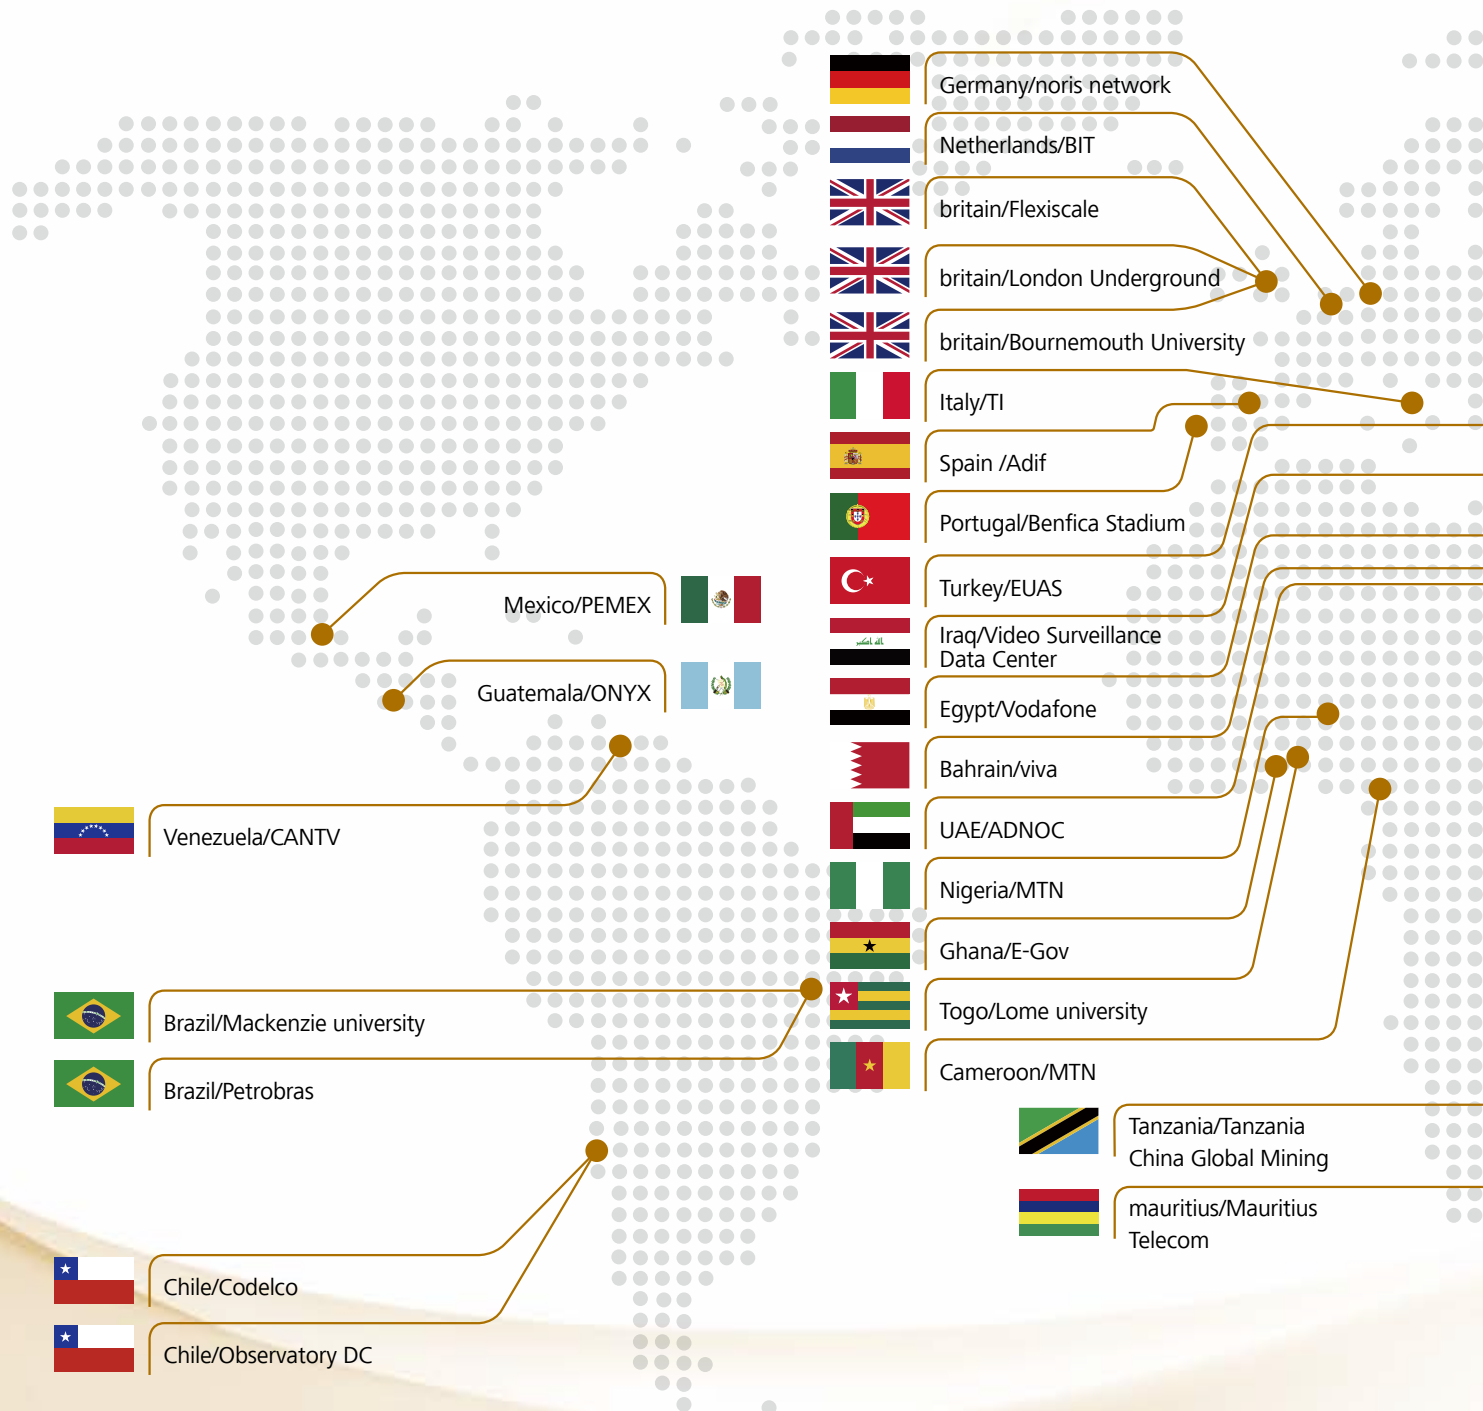 Germany/noris network
Netherlands/BIT
britain/Flexiscale
britain/London Underground
britain/Bournemouth University
Italy/TI
Spain /Adif
Portugal/Benfica Stadium
Turkey/EUAS
Iraq/Video Surveillance
Data Center
Egypt/Vodafone
Bahrain/viva
UAE/ADNOC
Nigeria/MTN
Ghana/E-Gov
Togo/Lome university
Cameroon/MTN
Tanzania/Tanzania
China Global Mining
mauritius/Mauritius
Telecom
Mexico/PEMEX
Guatemala/ONYX
Venezuela/CANTV
Brazil/Mackenzie university
Brazil/Petrobras
Chile/Codelco
Chile/Observatory DC